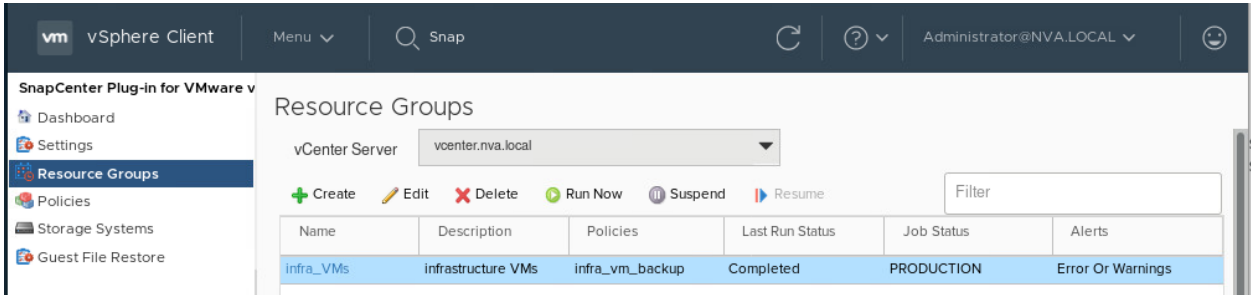 vm vSphere Client Menu Snap Administrator@NVA.LOCAL
SnapCenter Plug-in for VMware v
Dashboard
Settings
Resource Groups
Policies
Storage Systems
Guest File Restore
Resource Groups
vCenter Server vcenter.nva.local
Create Edit Delete Run Now Suspend Resume Filter
Name Description Policies Last Run Status Job Status Alerts
infra_VMs infrastructure VMs infra_vm_backup Completed PRODUCTION Error Or Warnings